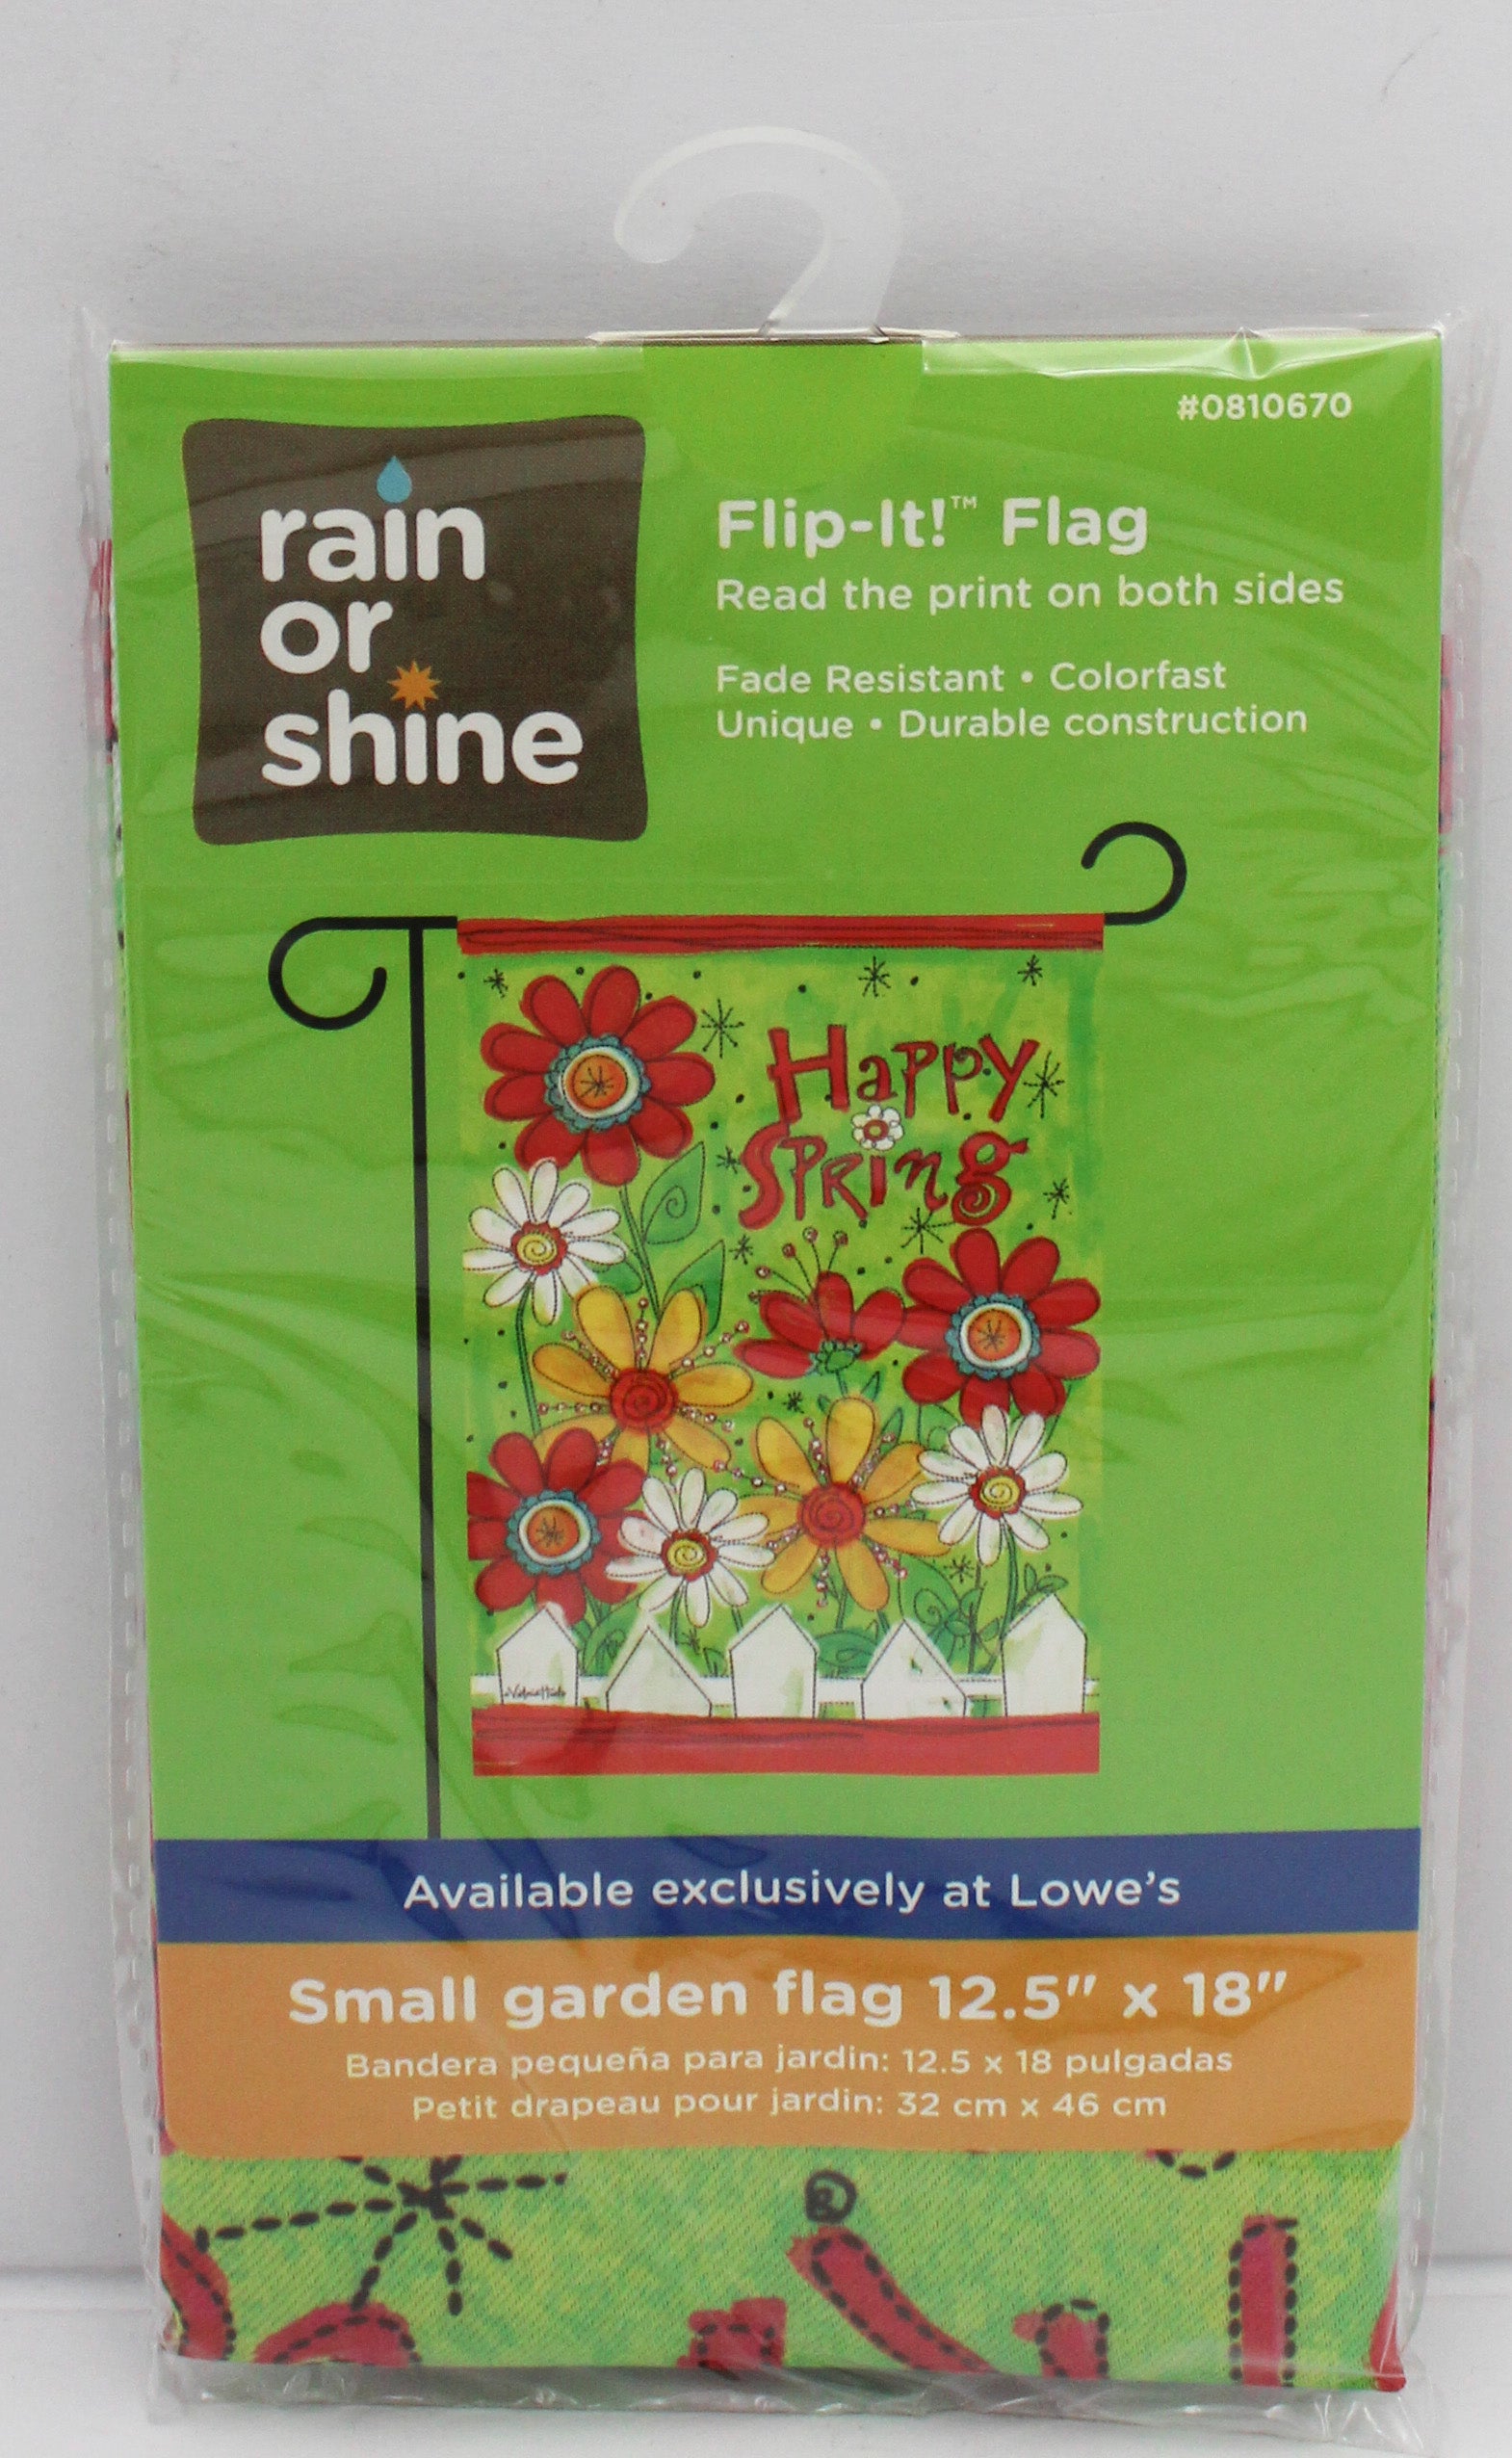 #0810670
rain
or
shine
Flip-It!™ Flag
Read the print on both sides
Fade Resistant • Colorfast
Unique • Durable construction
Happy
Spring
Available exclusively at Lowe's
Small garden flag 12.5" x 18"
Bandera pequeña para jardin: 12.5 x 18 pulgadas
Petit drapeau pour jardin: 32 cm x 46 cm